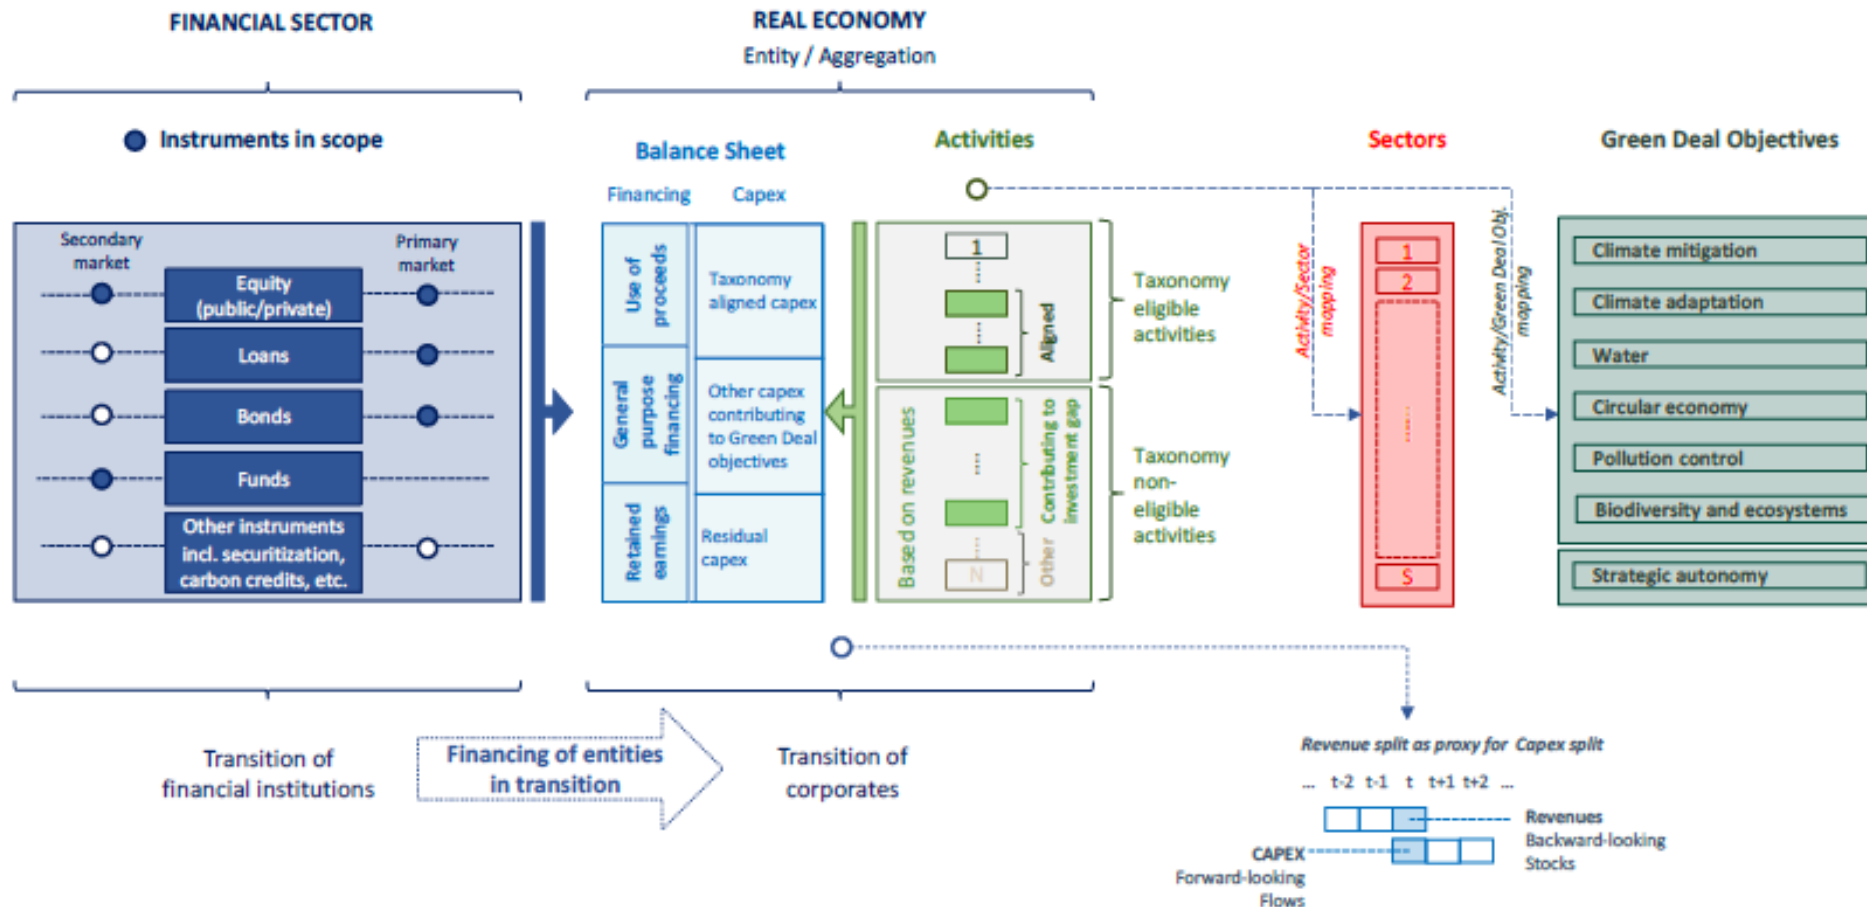 FINANCIAL SECTOR
REAL ECONOMY
Entity / Aggregation
Instruments in scope
Balance Sheet
Activities
Sectors
Green Deal Objectives
Financing
Capex
Secondary
market
Primary
market
Equity
(public/private)
Loans
Bonds
Funds
Other instruments
incl. securitization,
carbon credits, etc.
Use of
proceeds
General
purpose
financing
Retained
earnings
Taxonomy
aligned capex
Other capex
contributing
to Green Deal
objectives
Residual
capex
1
Aligned
Based on revenues
Contributing to
investment gap
N
Other
Taxonomy
eligible
activities
Taxonomy
non-
eligible
activities
Activity/Sector
mapping
1
2
S
Activity/Green Deal Obj.
mapping
Climate mitigation
Climate adaptation
Water
Circular economy
Pollution control
Biodiversity and ecosystems
Strategic autonomy
Transition of
financial institutions
Financing of entities
in transition
Transition of
corporates
Revenue split as proxy for Capex split
... t-2 t-1 t t+1 t+2 ...
Revenues
Backward-looking
Stocks
CAPEX
Forward-looking
Flows